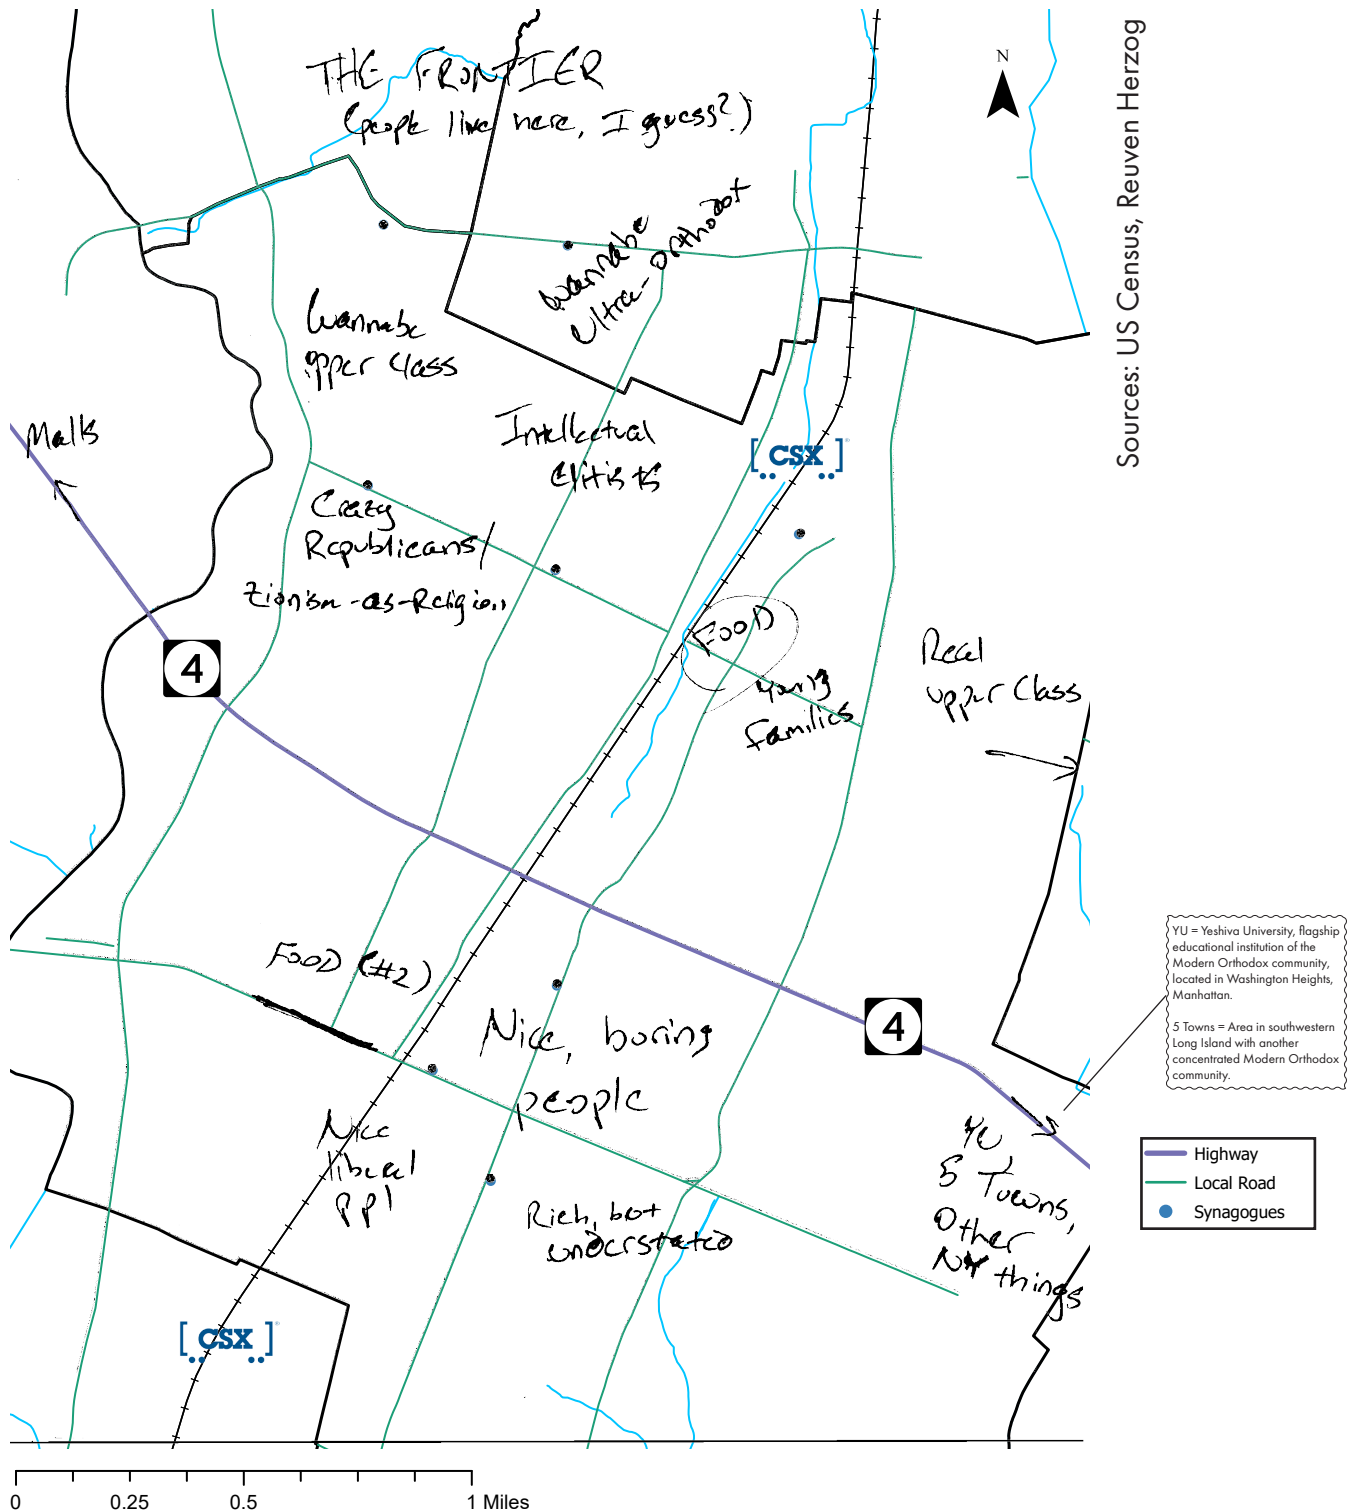 THE FRONTIER
(people live here, I guess?)
N
Sources: US Census, Reuven Herzog
Wannabe
Ultra-Orthodox
Wannabe
upper class
Malls
Intellectual
elitists
[CSX]
Crazy
Republicans/
Zionism-as-Religion
FOOD
Young
Families
Real
upper class
4
FOOD (#2)
Nice, boring
people
4
YU = Yeshiva University, flagship
educational institution of the
Modern Orthodox community,
located in Washington Heights,
Manhattan.
5 Towns = Area in southwestern
Long Island with another
concentrated Modern Orthodox
community.
Nice
liberal
ppl
Rich, but
understated
YU,
5 Towns,
Other
NY things
Highway
Local Road
Synagogues
[CSX]
0 0.25 0.5 1 Miles